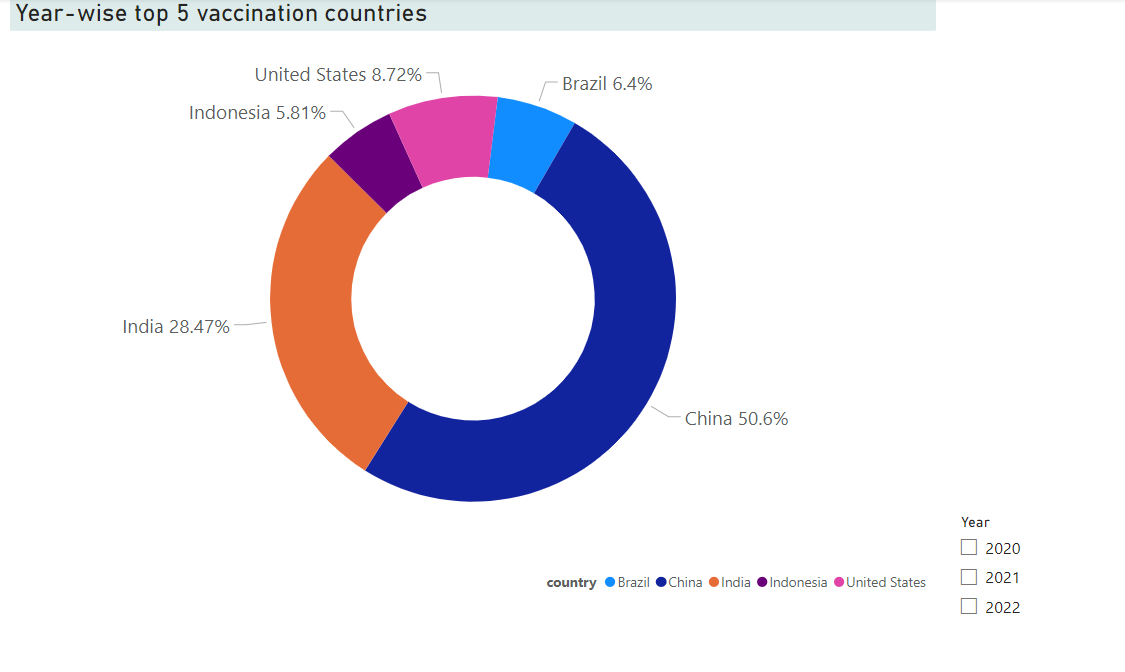 Year-wise top 5 vaccination countries
United States 8.72%
Brazil 6.4%
Indonesia 5.81%
India 28.47%
China 50.6%
Year
2020
2021
2022
country Brazil China India Indonesia United States